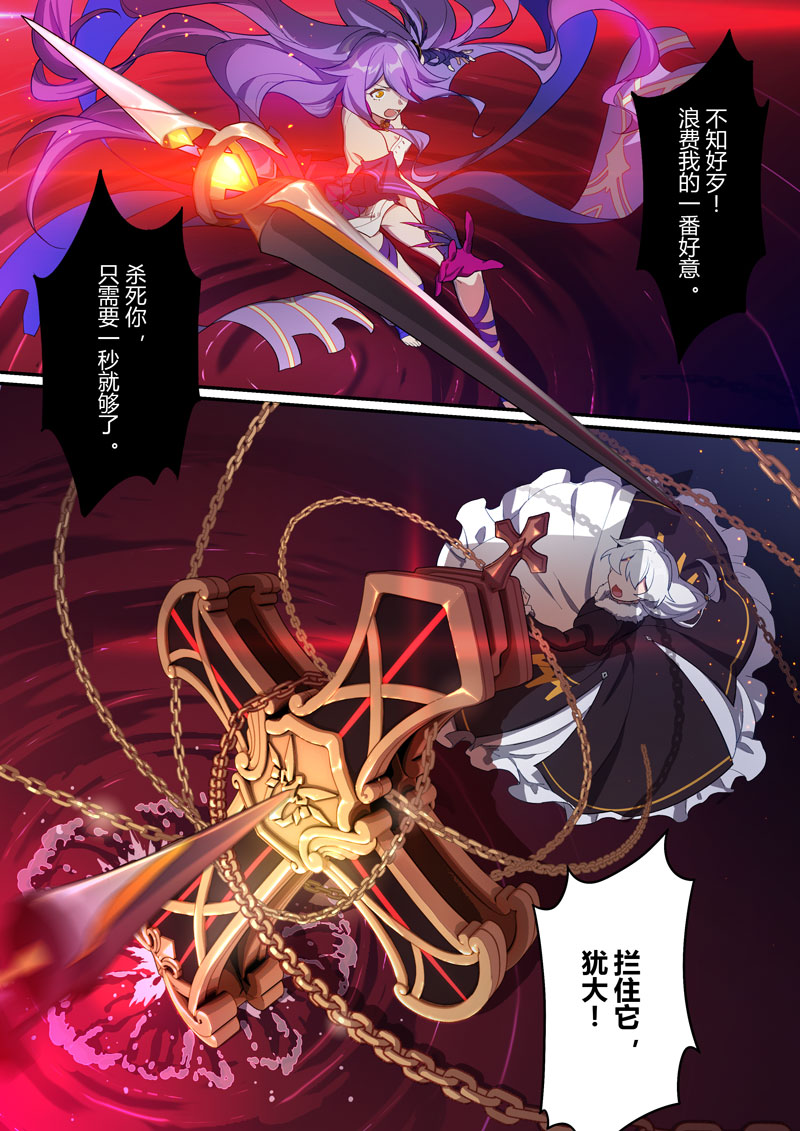 不知好歹！
浪费我的一番好意。
杀死你，
只需要一秒就够了。
拦住它，
犹大！